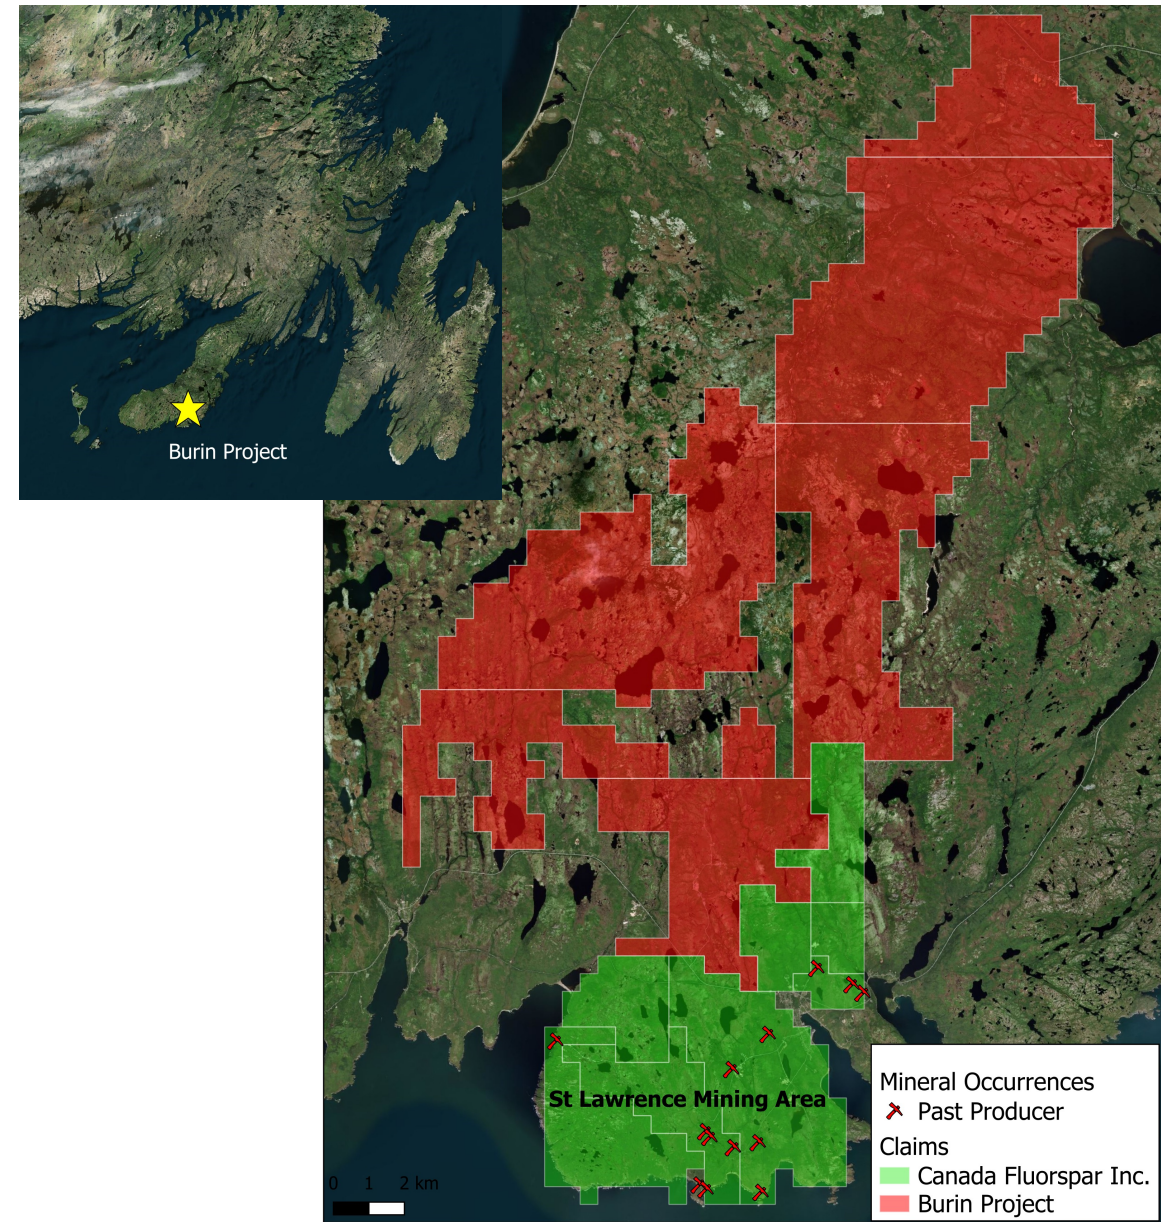 Burin Project
St Lawrence Mining Area
0 1 2 km
Mineral Occurrences
Past Producer
Claims
Canada Fluorspar Inc.
Burin Project